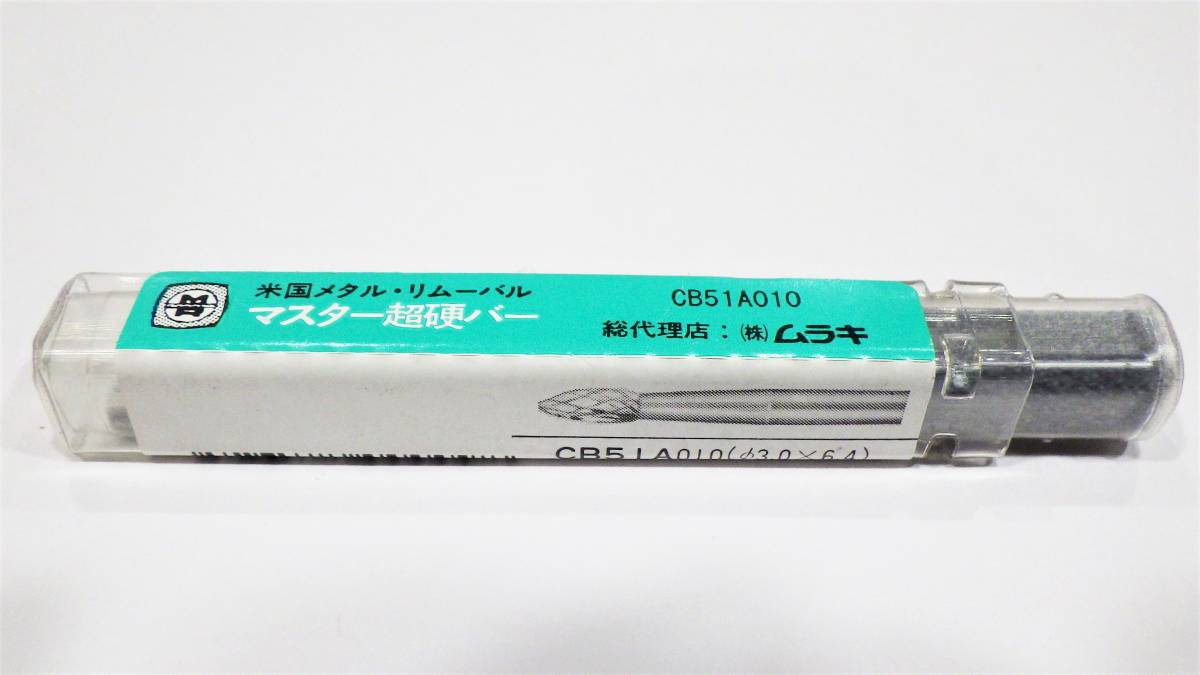 米国メタル・リムーバル
マスター超硬バー
CB51A010
総代理店：㈱ムラキ
CB51A010(φ3.0×6.4)